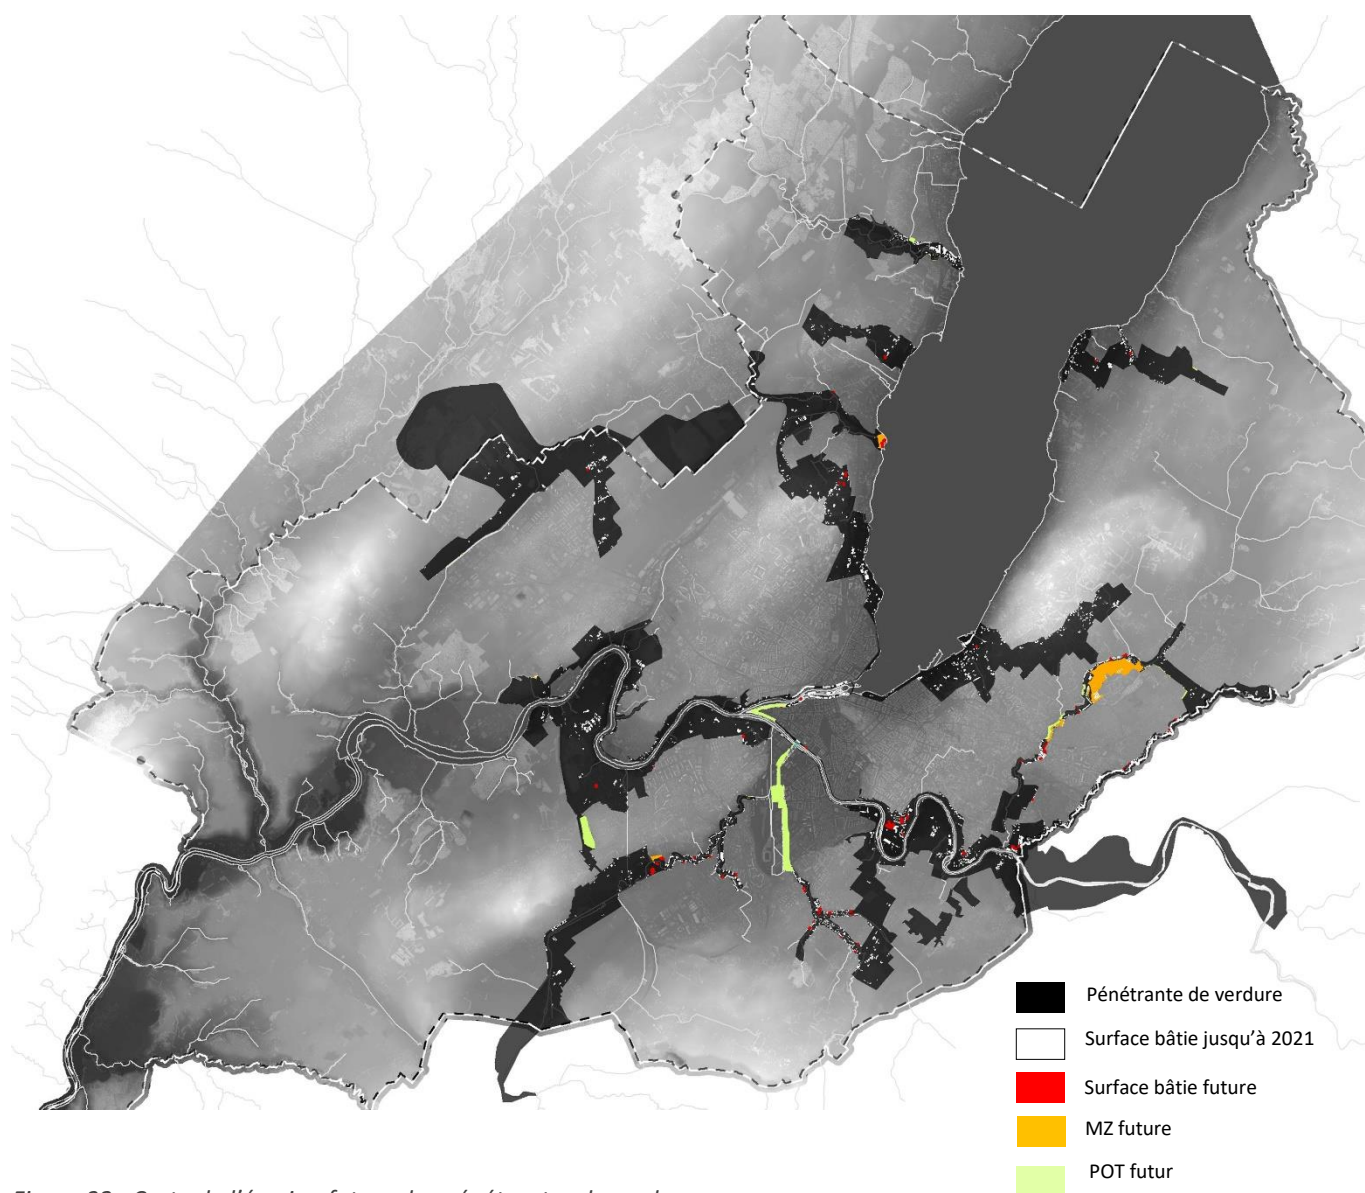 Pénétrante de verdure
Surface bâtie jusqu'à 2021
Surface bâtie future
MZ future
POT futur